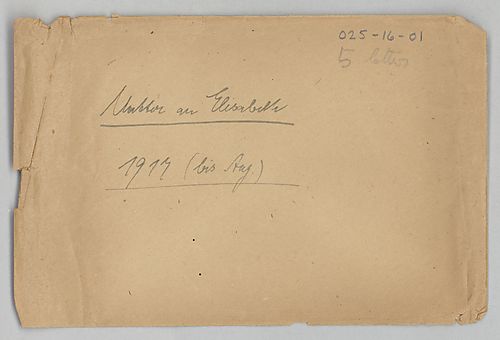 025-16-01
5 letters
Mutter an Elisabeth
1917 (bis Aug.)